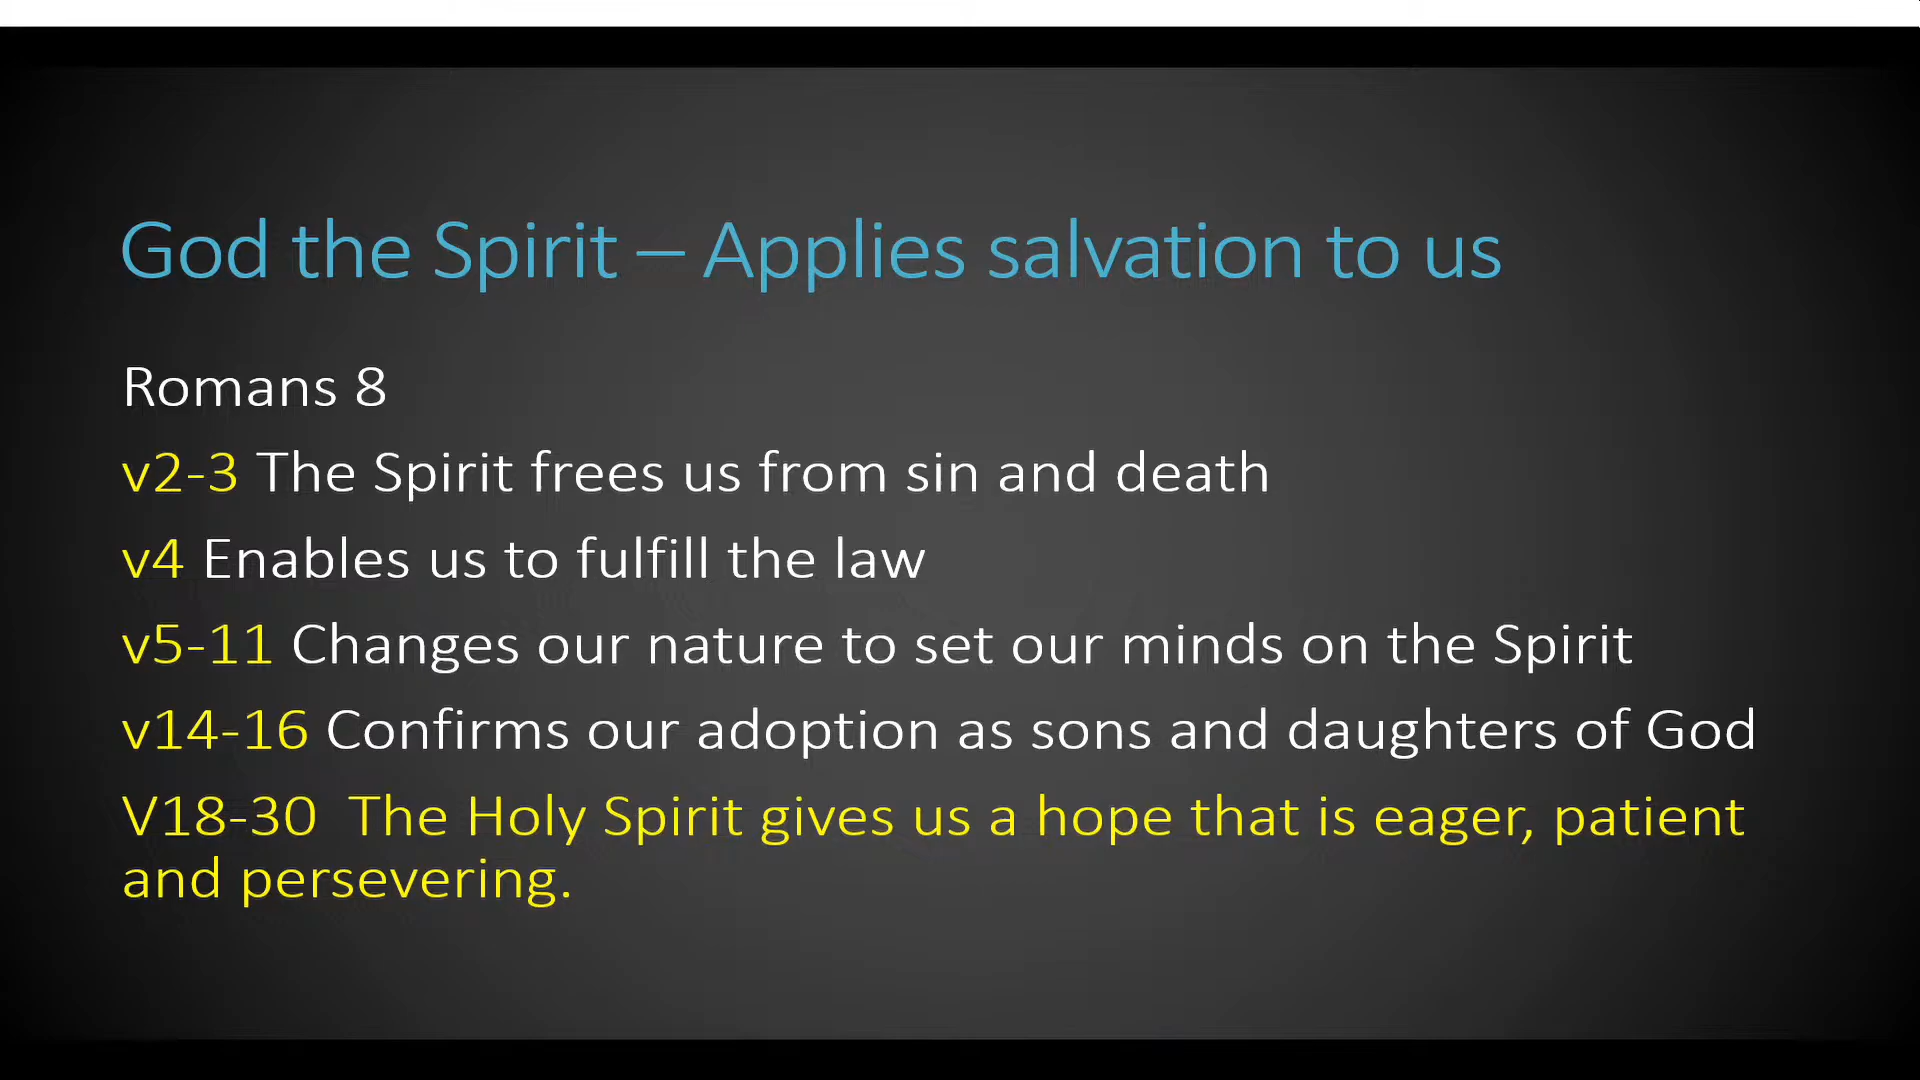 God the Spirit – Applies salvation to us
Romans 8
v2-3 The Spirit frees us from sin and death
v4 Enables us to fulfill the law
v5-11 Changes our nature to set our minds on the Spirit
v14-16 Confirms our adoption as sons and daughters of God
V18-30  The Holy Spirit gives us a hope that is eager, patient
and persevering.